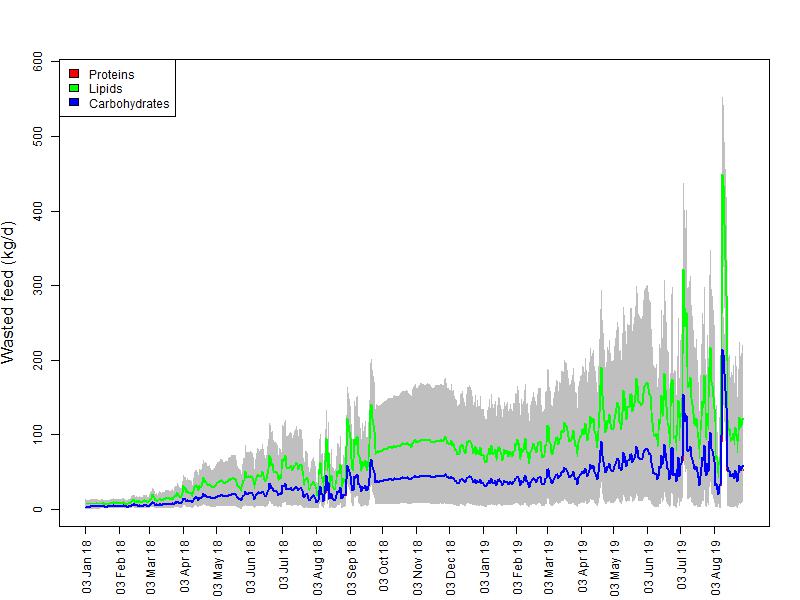 Proteins
Lipids
Carbohydrates
Wasted feed (kg/d)
600
500
400
300
200
100
0
03 Jan 18
03 Feb 18
03 Mar 18
03 Apr 18
03 May 18
03 Jun 18
03 Jul 18
03 Aug 18
03 Sep 18
03 Oct 18
03 Nov 18
03 Dec 18
03 Jan 19
03 Feb 19
03 Mar 19
03 Apr 19
03 May 19
03 Jun 19
03 Jul 19
03 Aug 19